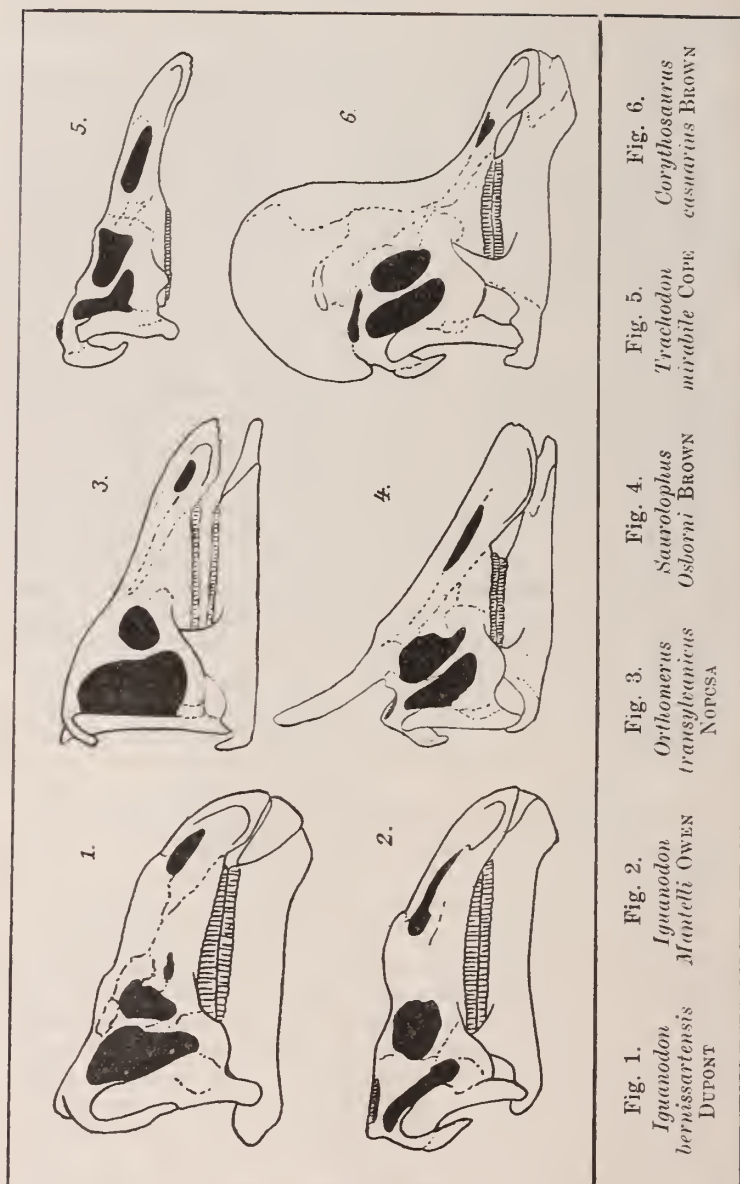 1.
2.
3.
4.
5.
6.
Fig. 1.
Iguanodon
bernissartensis
DUPONT
Fig. 2.
Iguanodon
Mantelli OWEN
Fig. 3.
Orthomerus
transylvanicus
NOPCSA
Fig. 4.
Saurolophus
Osborni BROWN
Fig. 5.
Trachodon
mirabile COPE
Fig. 6.
Corythosaurus
casuarius BROWN